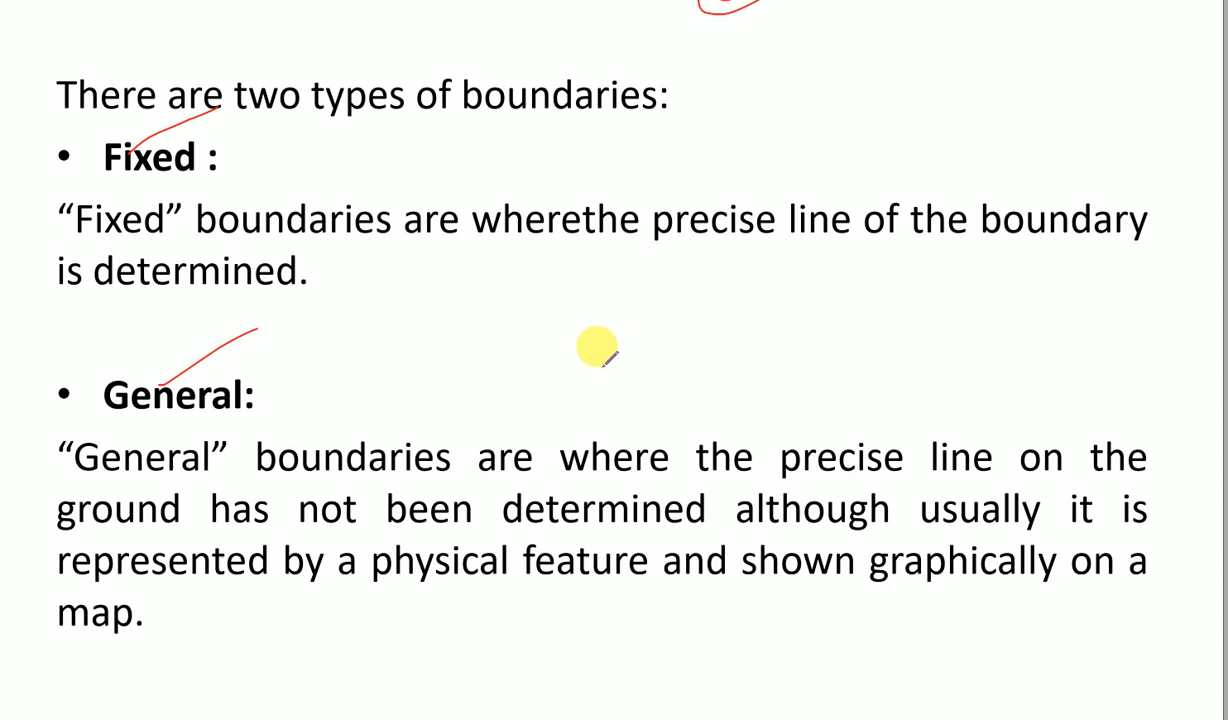 There are two types of boundaries:
• Fixed :
“Fixed” boundaries are wherethe precise line of the boundary
is determined.
• General:
“General” boundaries are where the precise line on the
ground has not been determined although usually it is
represented by a physical feature and shown graphically on a
map.